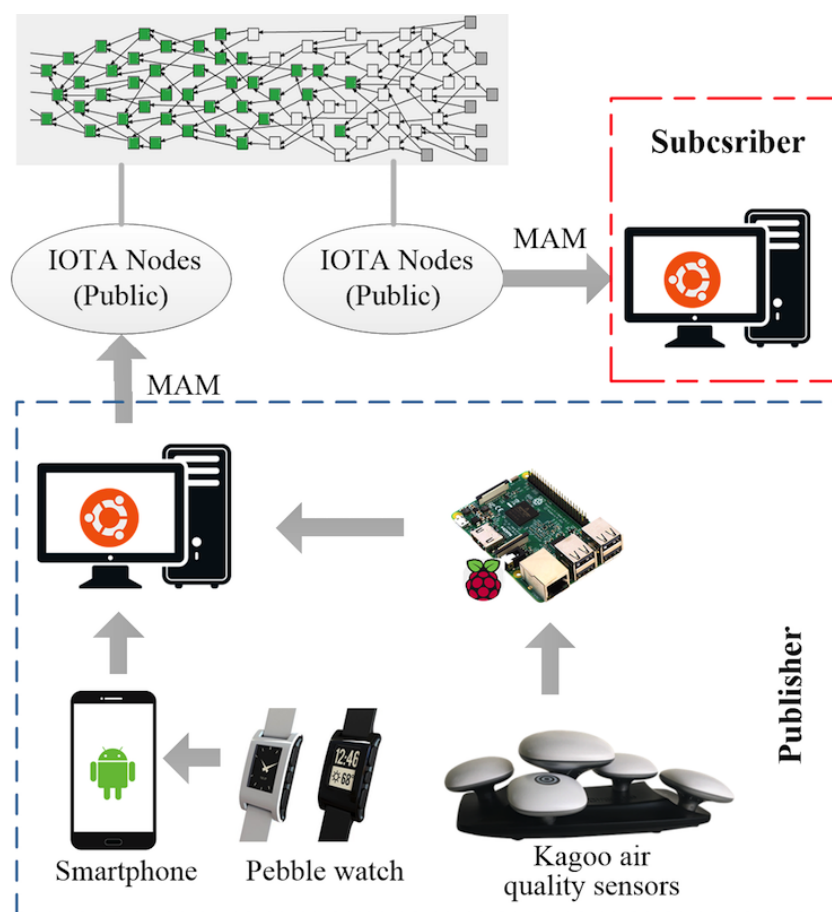 Subcsriber
MAM
IOTA Nodes
(Public)
IOTA Nodes
(Public)
MAM
Publisher
12:46
68°
Smartphone
Pebble watch
Kagoo air
quality sensors